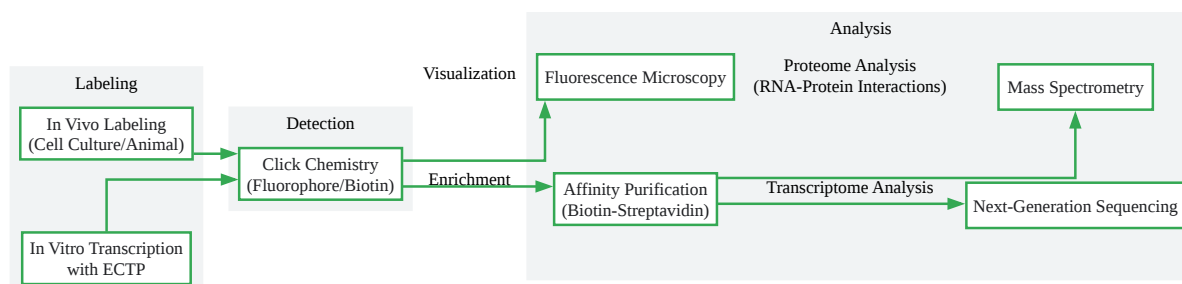 Labeling
In Vivo Labeling
(Cell Culture/Animal)
In Vitro Transcription
with ECTP
Detection
Click Chemistry
(Fluorophore/Biotin)
Visualization
Enrichment
Analysis
Fluorescence Microscopy
Affinity Purification
(Biotin-Streptavidin)
Proteome Analysis
(RNA-Protein Interactions)
Transcriptome Analysis
Mass Spectrometry
Next-Generation Sequencing